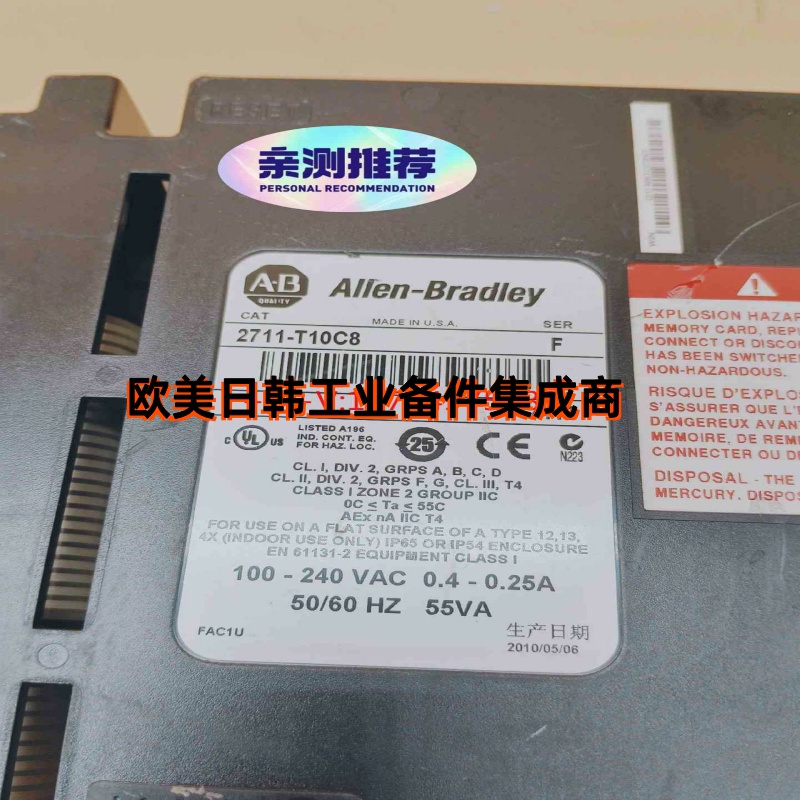 RESET
亲测推荐
PERSONAL RECOMMENDATION
A·B
QUALITY
Allen-Bradley
CAT
MADE IN U.S.A.
SER
2711-T10C8
F
欧美日韩工业备件集成商
c UL us
LISTED A196
IND. CONT. EQ.
FOR HAZ. LOC.
25
CE
N223
CL. I, DIV. 2, GRPS A, B, C, D
CL. II, DIV. 2, GRPS F, G, CL. III, T4
CLASS I ZONE 2 GROUP IIC
0C ≤ Ta ≤ 55C
AEx nA IIC T4
FOR USE ON A FLAT SURFACE OF A TYPE 12,13,
4X (INDOOR USE ONLY) IP65 OR IP54 ENCLOSURE
EN 61131-2 EQUIPMENT CLASS I
100 - 240 VAC 0.4 - 0.25A
50/60 HZ 55VA
FAC1U
生产日期
2010/05/06
EXPLOSION HAZAR
MEMORY CARD, REP
CONNECT OR DISCO
HAS BEEN SWITCHE
NON-HAZARDOUS.
RISQUE D'EXPLO
S'ASSURER QUE L'
DANGEREUX AVAN
MEMOIRE, DE REM
CONNECTER OU DE
DISPOSAL - THE
MERCURY. DISPOS